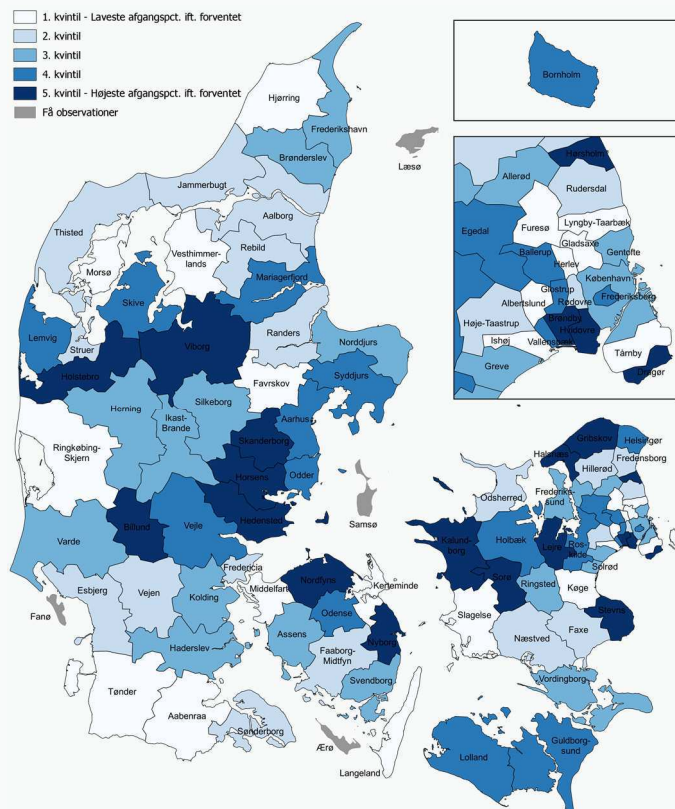 1. kvintil - Laveste afgangspct. ift. forventet
2. kvintil
3. kvintil
4. kvintil
5. kvintil - Højeste afgangspct. ift. forventet
Få observationer
Hjørring
Frederikshavn
Brønderslev
Læsø
Jammerbugt
Thisted
Aalborg
Vesthimmer-
lands
Rebild
Morsø
Mariagerfjord
Skive
Lemvig
Struer
Viborg
Randers
Norddjurs
Holstebro
Favrskov
Syddjurs
Herning
Silkeborg
Ikast-
Brande
Aarhus
Skanderborg
Ringkøbing-
Skjern
Horsens
Odder
Samsø
Hedensted
Billund
Vejle
Varde
Fredericia
Esbjerg
Vejen
Kolding
Fanø
Middelfart
Nordfyns
Kerteminde
Odense
Nyborg
Assens
Faaborg-
Midtfyn
Svendborg
Haderslev
Tønder
Aabenraa
Sønderborg
Ærø
Langeland
Bornholm
Hørsholm
Allerød
Rudersdal
Egedal
Furesø
Lyngby-Taarbæk
Gladsaxe
Gentofte
Ballerup
Herlev
København
Glostrup
Frederiksberg
Albertslund
Rødovre
Høje-Taastrup
Brøndby
Hvidovre
Ishøj
Vallensbæk
Tårnby
Greve
Dragør
Gribskov
Helsingør
Halsnæs
Fredensborg
Hillerød
Odsherred
Frederiks-
sund
Kalund-
borg
Holbæk
Lejre
Ros-
kilde
Solrød
Sorø
Ringsted
Køge
Slagelse
Stevns
Næstved
Faxe
Vordingborg
Guldborg-
sund
Lolland